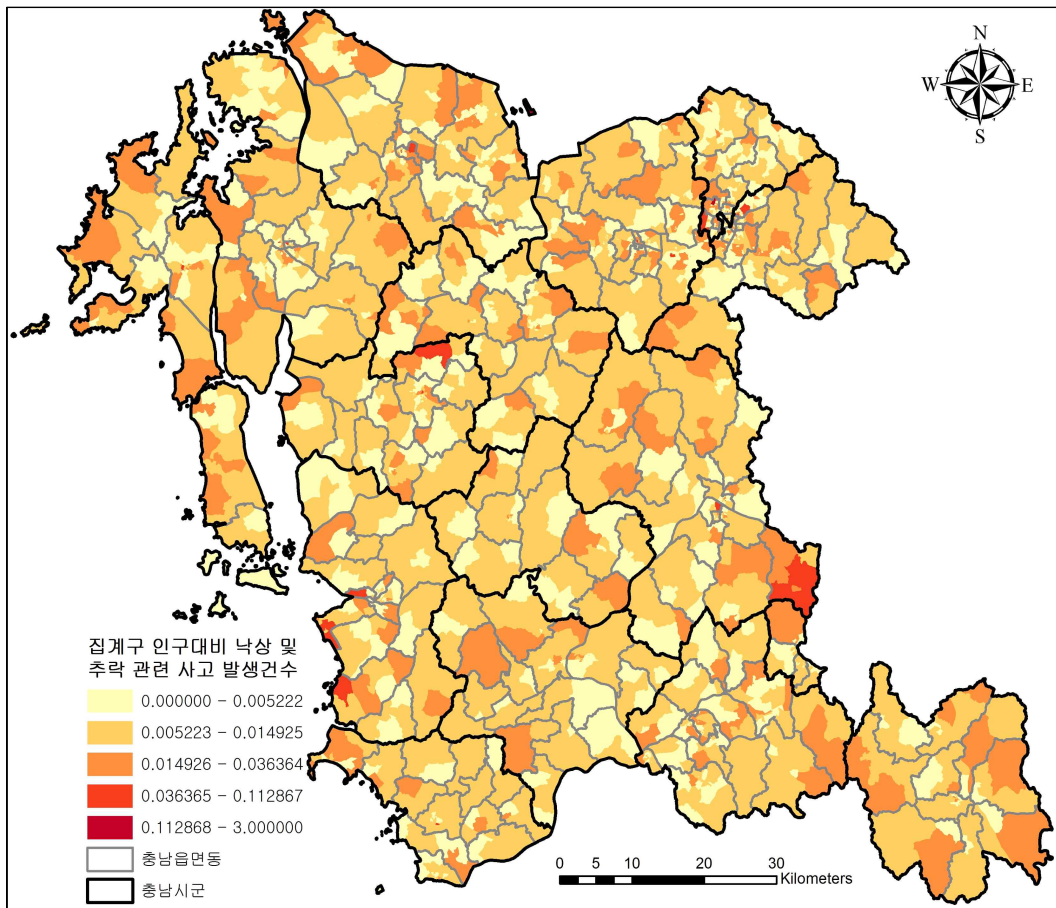 N
W E
S
집계구 인구대비 낙상 및
추락 관련 사고 발생건수
0.000000 - 0.005222
0.005223 - 0.014925
0.014926 - 0.036364
0.036365 - 0.112867
0.112868 - 3.000000
충남읍면동
충남시군
0 5 10 20 30
Kilometers